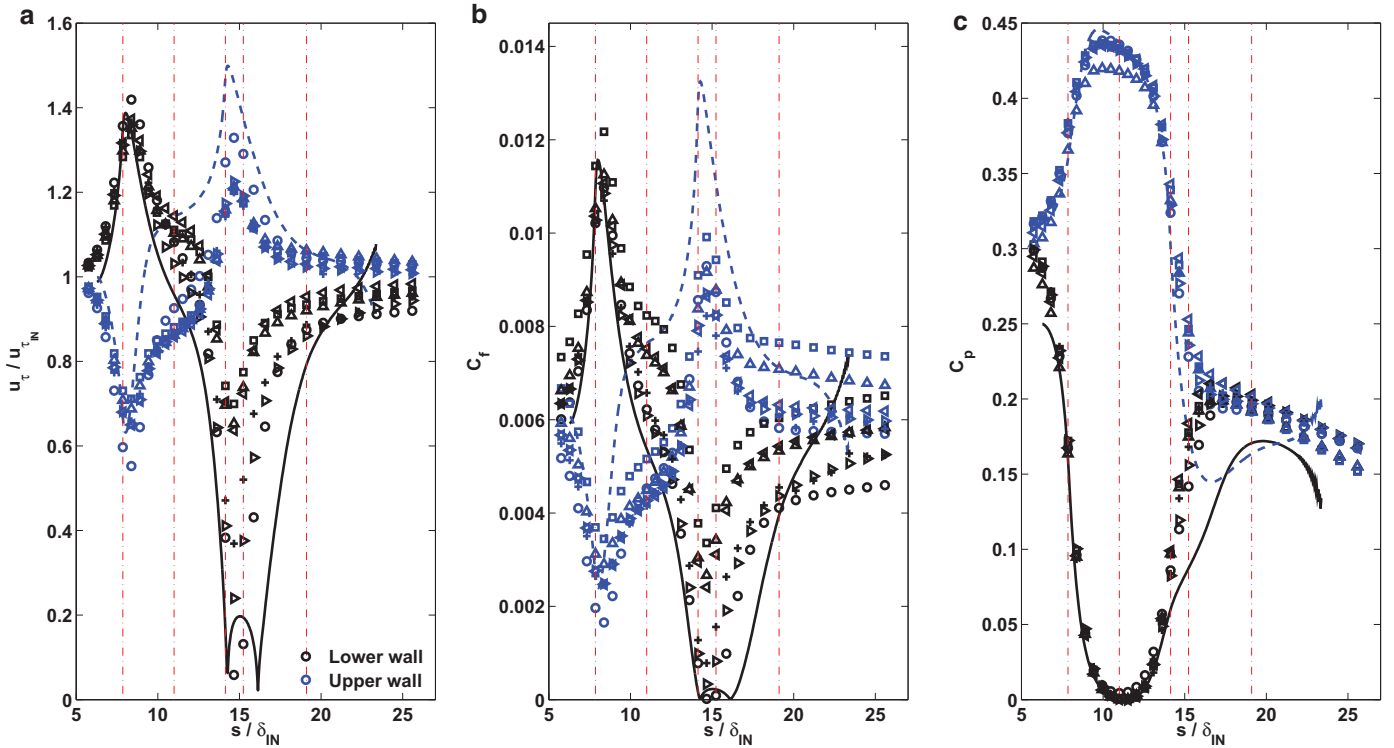 a
1.6
1.4
1.2
1
0.8
0.6
0.4
0.2
0
u_τ / u_τ_IN
5 10 15 20 25
s / δ_IN
Lower wall
Upper wall
b
0.014
0.012
0.01
0.008
0.006
0.004
0.002
0.000
C_f
5 10 15 20 25
s / δ_IN
c
0.45
0.4
0.35
0.3
0.25
0.2
0.15
0.1
0.05
0
C_p
5 10 15 20 25
s / δ_IN